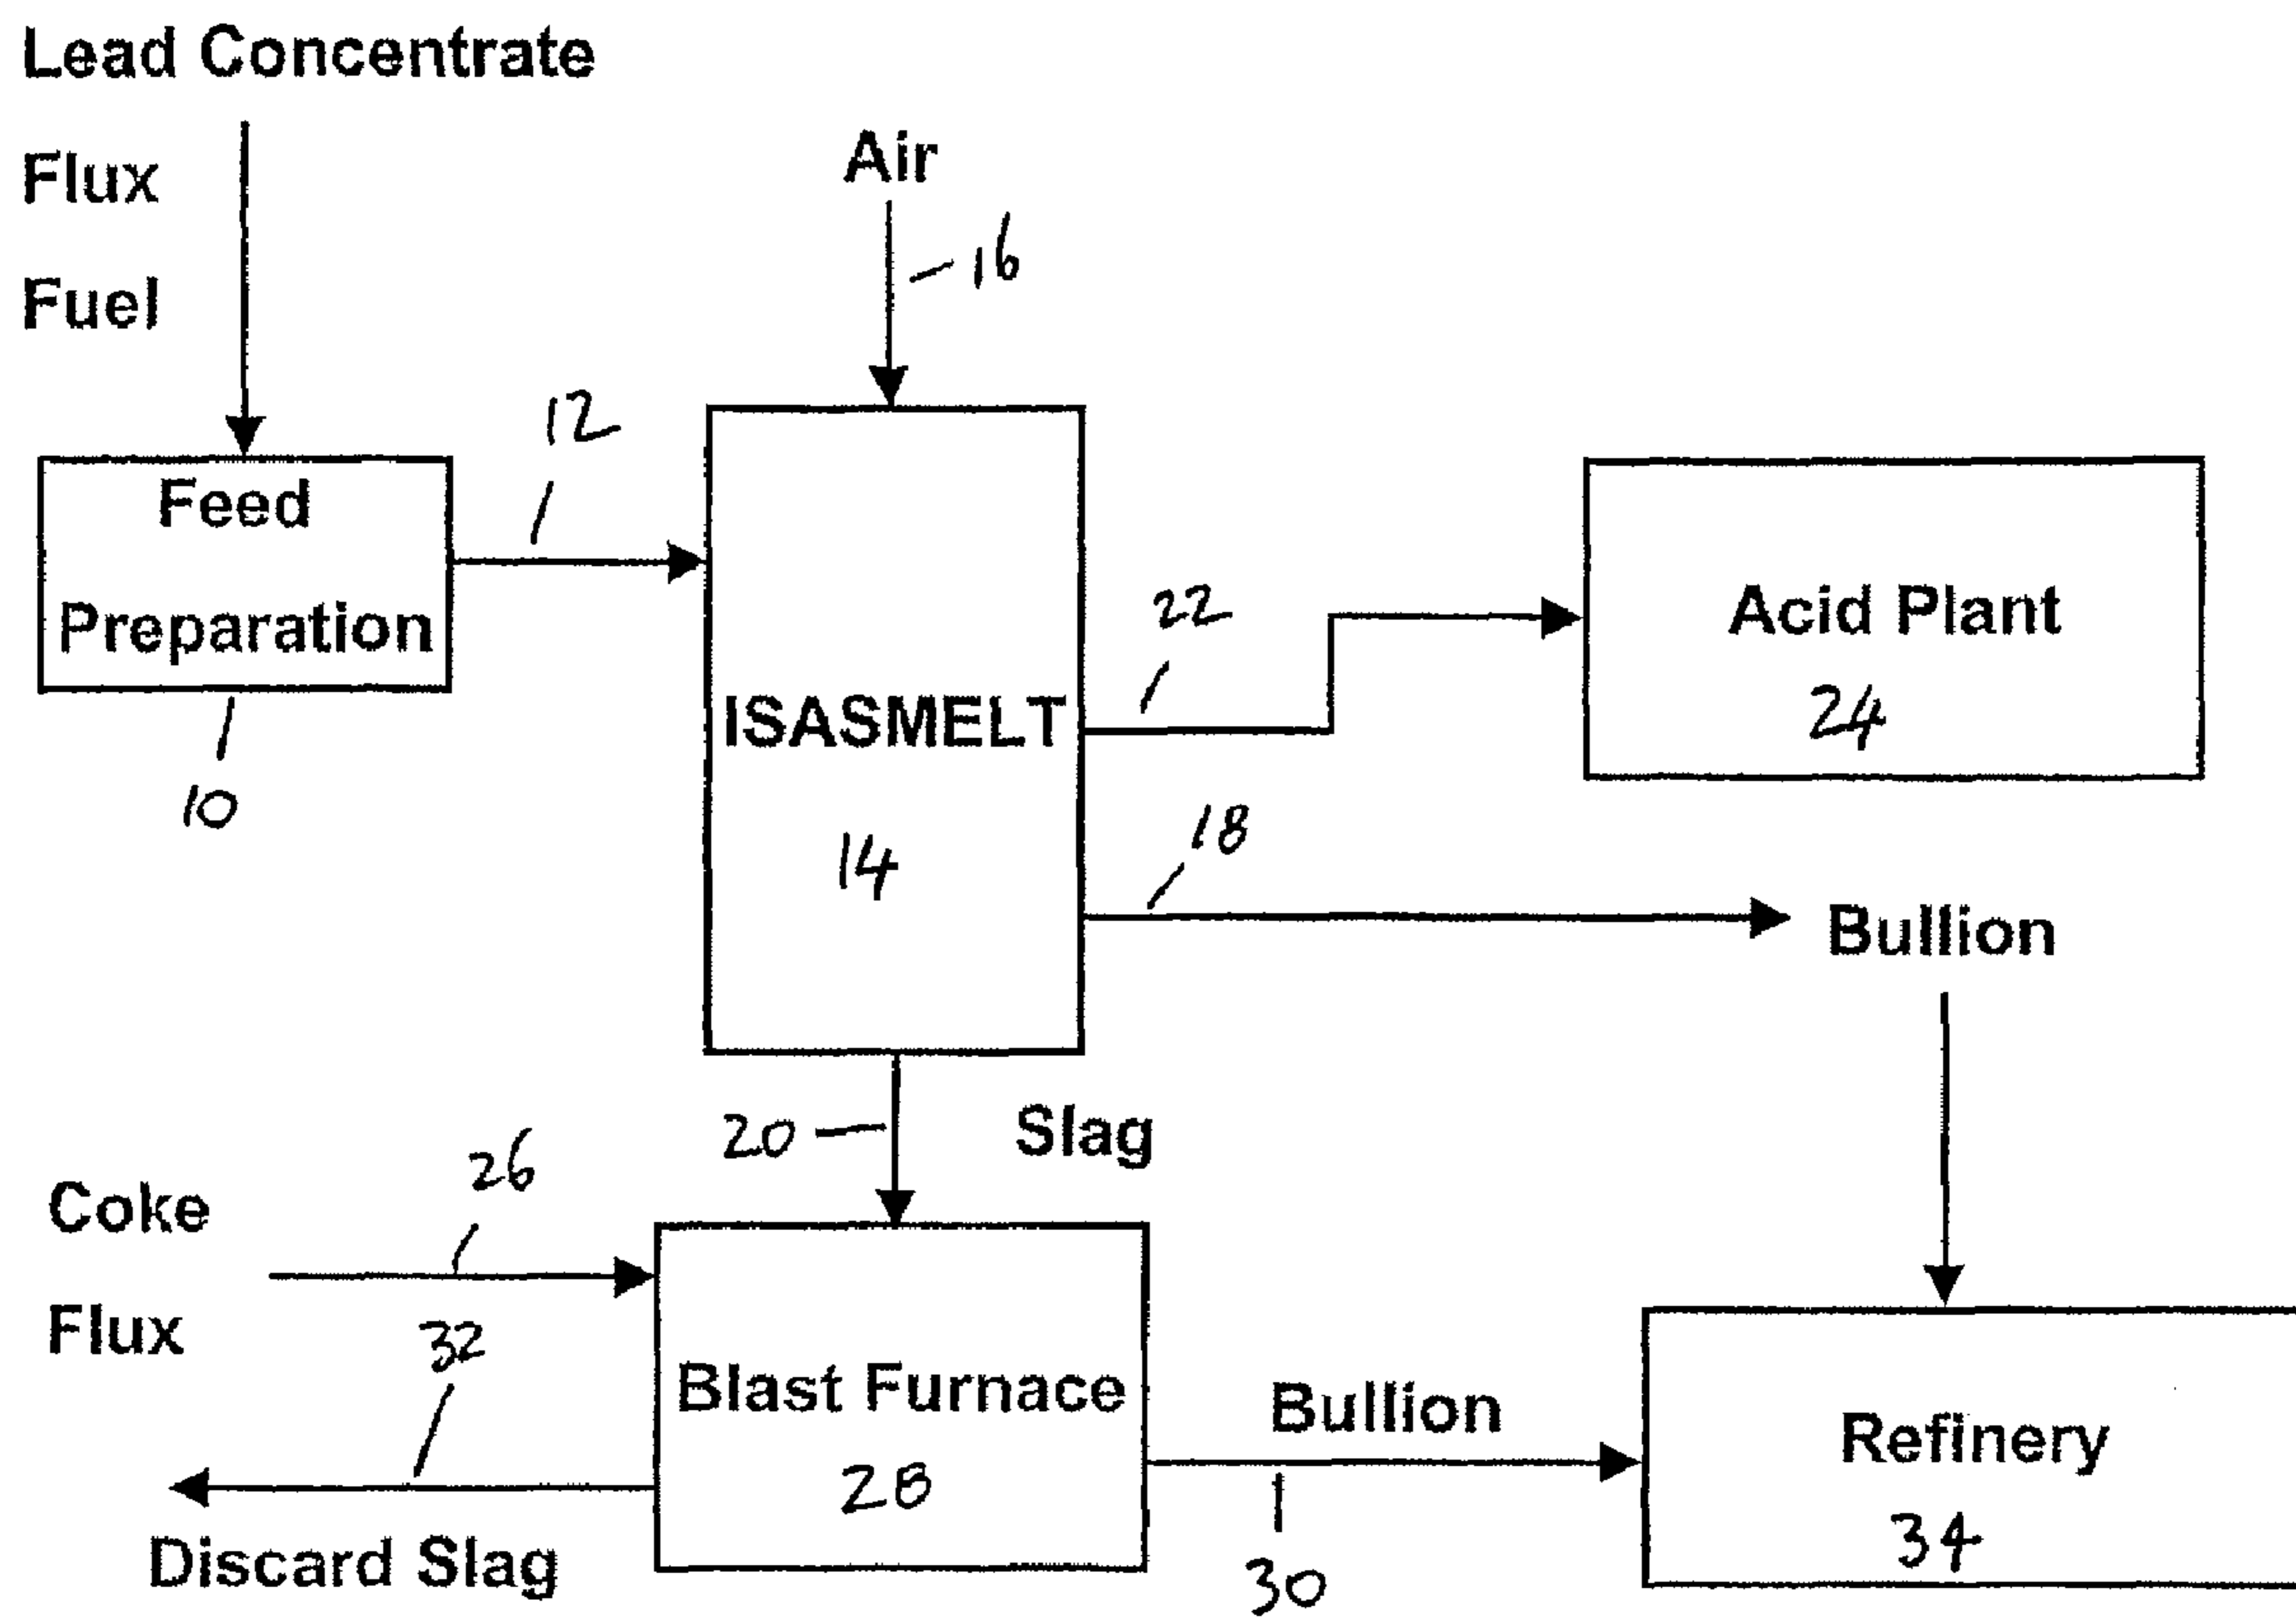 Lead Concentrate
Flux
Fuel
Air
16
12
Feed
Preparation
10
ISASMELT
14
22
Acid Plant
24
18
Bullion
20
Slag
Coke
26
Flux
32
Blast Furnace
28
Discard Slag
Bullion
30
Refinery
34